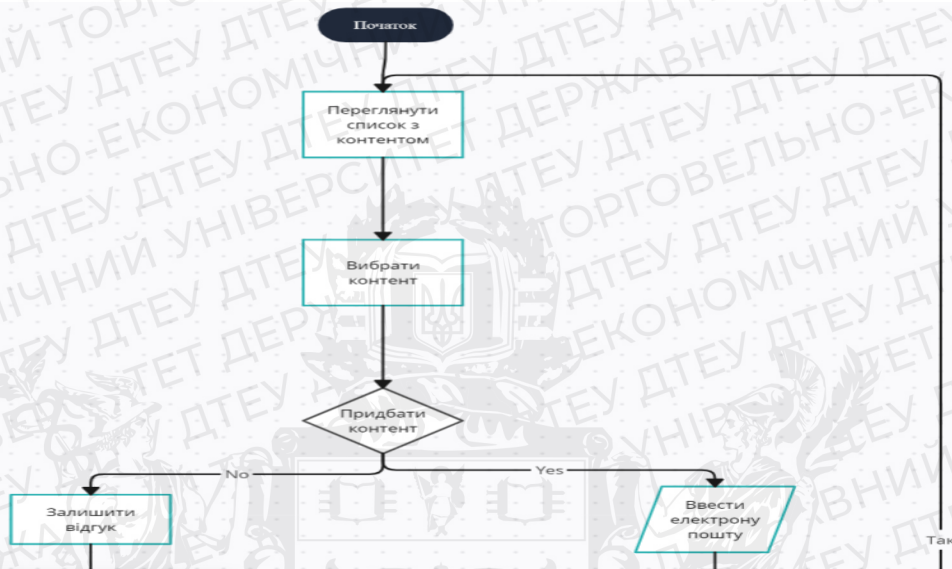 Початок
Переглянути
список з
контентом
Вибрати
контент
Придбати
контент
No
Yes
Залишити
відгук
Ввести
електрону
пошту
Так